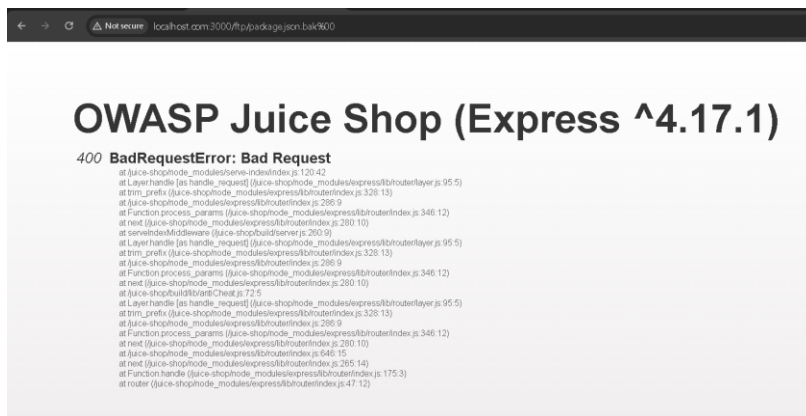 Not secure localhost.com:3000/ftp/package.json.bak%00
OWASP Juice Shop (Express ^4.17.1)
400 BadRequestError: Bad Request
at /juice-shop/node_modules/serve-index/index.js:120:42
at Layer.handle [as handle_request] (/juice-shop/node_modules/express/lib/router/layer.js:95:5)
at trim_prefix (/juice-shop/node_modules/express/lib/router/index.js:328:13)
at /juice-shop/node_modules/express/lib/router/index.js:286:9
at Function.process_params (/juice-shop/node_modules/express/lib/router/index.js:346:12)
at next (/juice-shop/node_modules/express/lib/router/index.js:280:10)
at serveIndexMiddleware (/juice-shop/build/server.js:260:9)
at Layer.handle [as handle_request] (/juice-shop/node_modules/express/lib/router/layer.js:95:5)
at trim_prefix (/juice-shop/node_modules/express/lib/router/index.js:328:13)
at /juice-shop/node_modules/express/lib/router/index.js:286:9
at Function.process_params (/juice-shop/node_modules/express/lib/router/index.js:346:12)
at next (/juice-shop/node_modules/express/lib/router/index.js:280:10)
at /juice-shop/build/lib/antiCheat.js:72:5
at Layer.handle [as handle_request] (/juice-shop/node_modules/express/lib/router/layer.js:95:5)
at trim_prefix (/juice-shop/node_modules/express/lib/router/index.js:328:13)
at /juice-shop/node_modules/express/lib/router/index.js:286:9
at Function.process_params (/juice-shop/node_modules/express/lib/router/index.js:346:12)
at next (/juice-shop/node_modules/express/lib/router/index.js:280:10)
at /juice-shop/node_modules/express/lib/router/index.js:646:15
at next (/juice-shop/node_modules/express/lib/router/index.js:265:14)
at Function.handle (/juice-shop/node_modules/express/lib/router/index.js:175:3)
at router (/juice-shop/node_modules/express/lib/router/index.js:47:12)